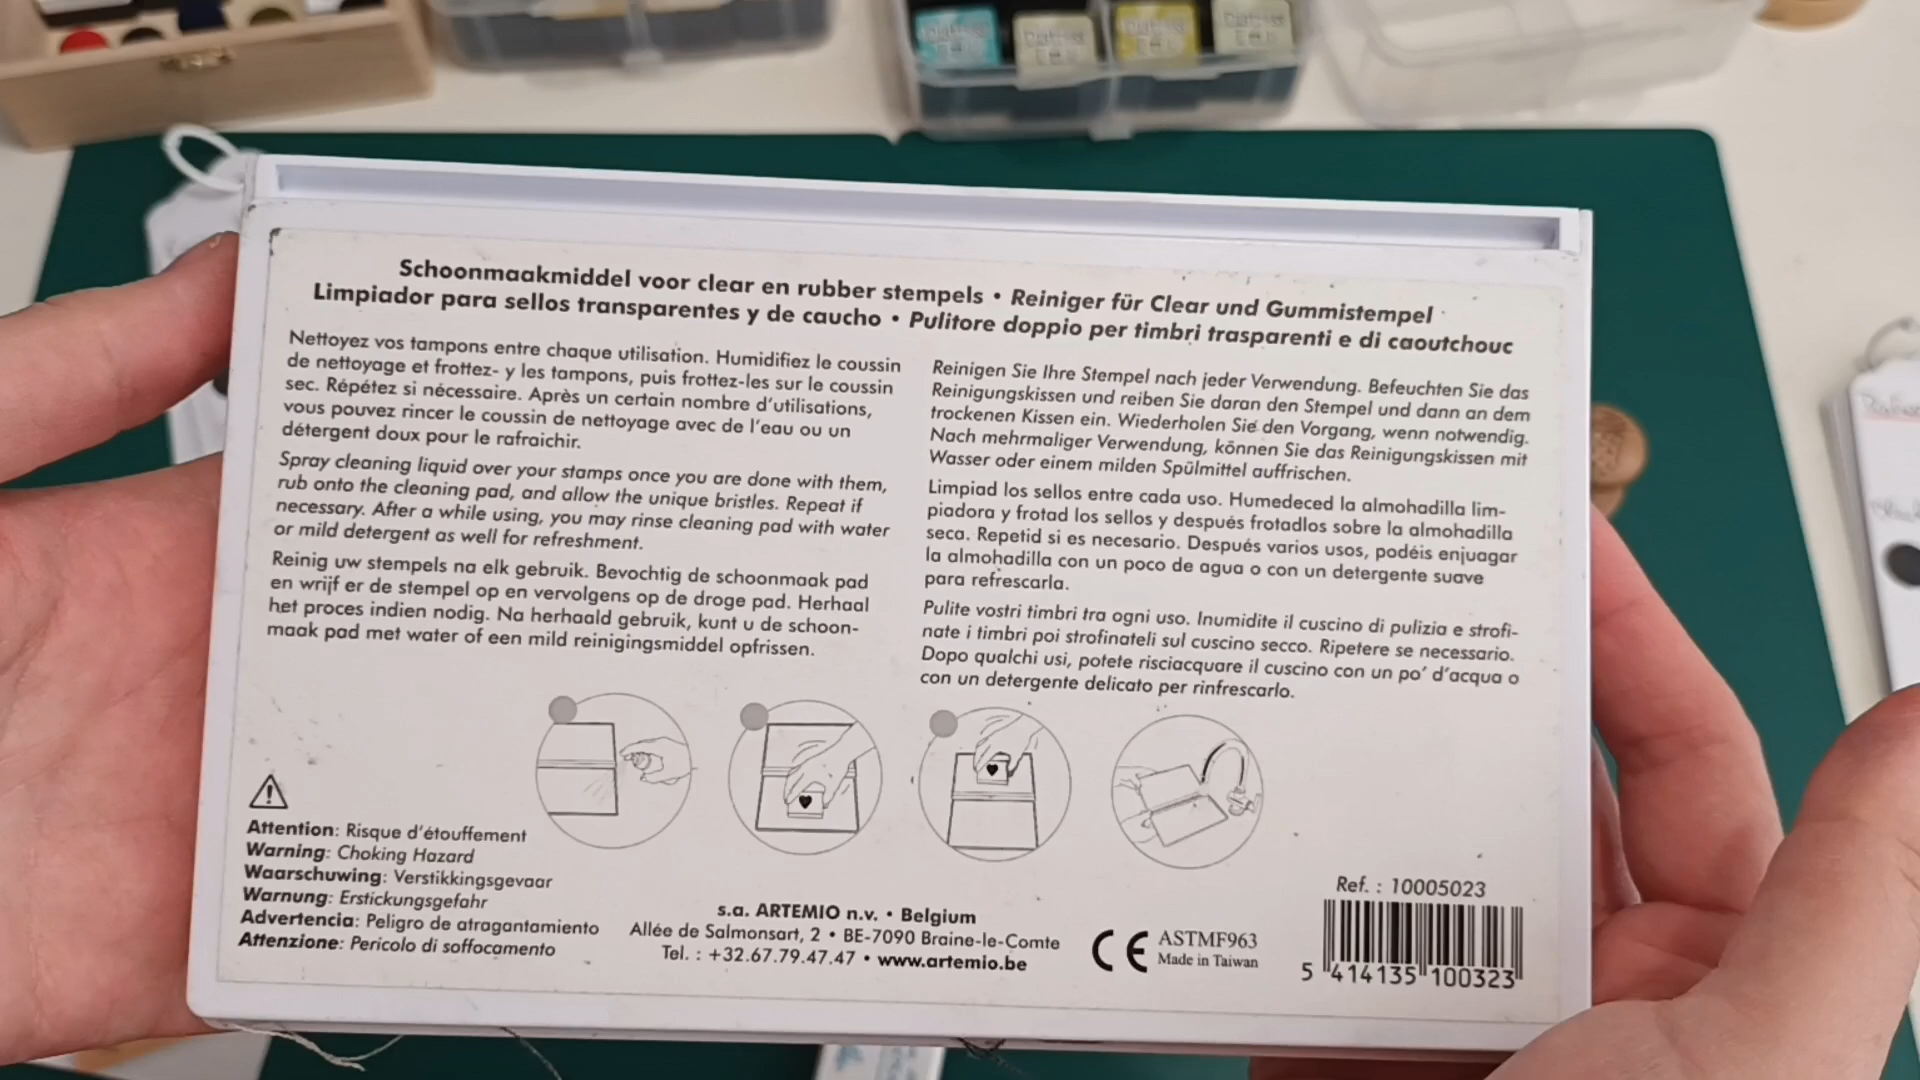 Schoonmaakmiddel voor clear en rubber stempels • Reiniger für Clear und Gummistempel
Limpiador para sellos transparentes y de caucho • Pulitore doppio per timbri trasparenti e di caoutchouc
Nettoyez vos tampons entre chaque utilisation. Humidifiez le coussin
de nettoyage et frottez- y les tampons, puis frottez-les sur le coussin
sec. Répétez si nécessaire. Après un certain nombre d'utilisations,
vous pouvez rincer le coussin de nettoyage avec de l'eau ou un
détergent doux pour le rafraichir.
Spray cleaning liquid over your stamps once you are done with them,
rub onto the cleaning pad, and allow the unique bristles. Repeat if
necessary. After a while using, you may rinse cleaning pad with water
or mild detergent as well for refreshment.
Reinig uw stempels na elk gebruik. Bevochtig de schoonmaak pad
en wrijf er de stempel op en vervolgens op de droge pad. Herhaal
het proces indien nodig. Na herhaald gebruik, kunt u de schoon-
maak pad met water of een mild reinigingsmiddel opfrissen.
Reinigen Sie Ihre Stempel nach jeder Verwendung. Befeuchten Sie das
Reinigungskissen und reiben Sie daran den Stempel und dann an dem
trockenen Kissen ein. Wiederholen Sie den Vorgang, wenn notwendig.
Nach mehrmaliger Verwendung, können Sie das Reinigungskissen mit
Wasser oder einem milden Spülmittel auffrischen.
Limpiad los sellos entre cada uso. Humedeced la almohadilla lim-
piadora y frotad los sellos y después frotadlos sobre la almohadilla
seca. Repetid si es necesario. Después varios usos, podéis enjuagar
la almohadilla con un poco de agua o con un detergente suave
para refrescarla.
Pulite vostri timbri tra ogni uso. Inumidite il cuscino di pulizia e strofi-
nate i timbri poi strofinateli sul cuscino secco. Ripetere se necessario.
Dopo qualchi usi, potete risciacquare il cuscino con un po' d'acqua o
con un detergente delicato per rinfrescarlo.
Attention: Risque d'étouffement
Warning: Choking Hazard
Waarschuwing: Verstikkingsgevaar
Warnung: Erstickungsgefahr
Advertencia: Peligro de atragantamiento
Attenzione: Pericolo di soffocamento
s.a. ARTEMIO n.v. • Belgium
Allée de Salmonsart, 2 • BE-7090 Braine-le-Comte
Tel. : +32.67.79.47.47 • www.artemio.be
CE
ASTMF963
Made in Taiwan
Ref. : 10005023
5 414135 100323